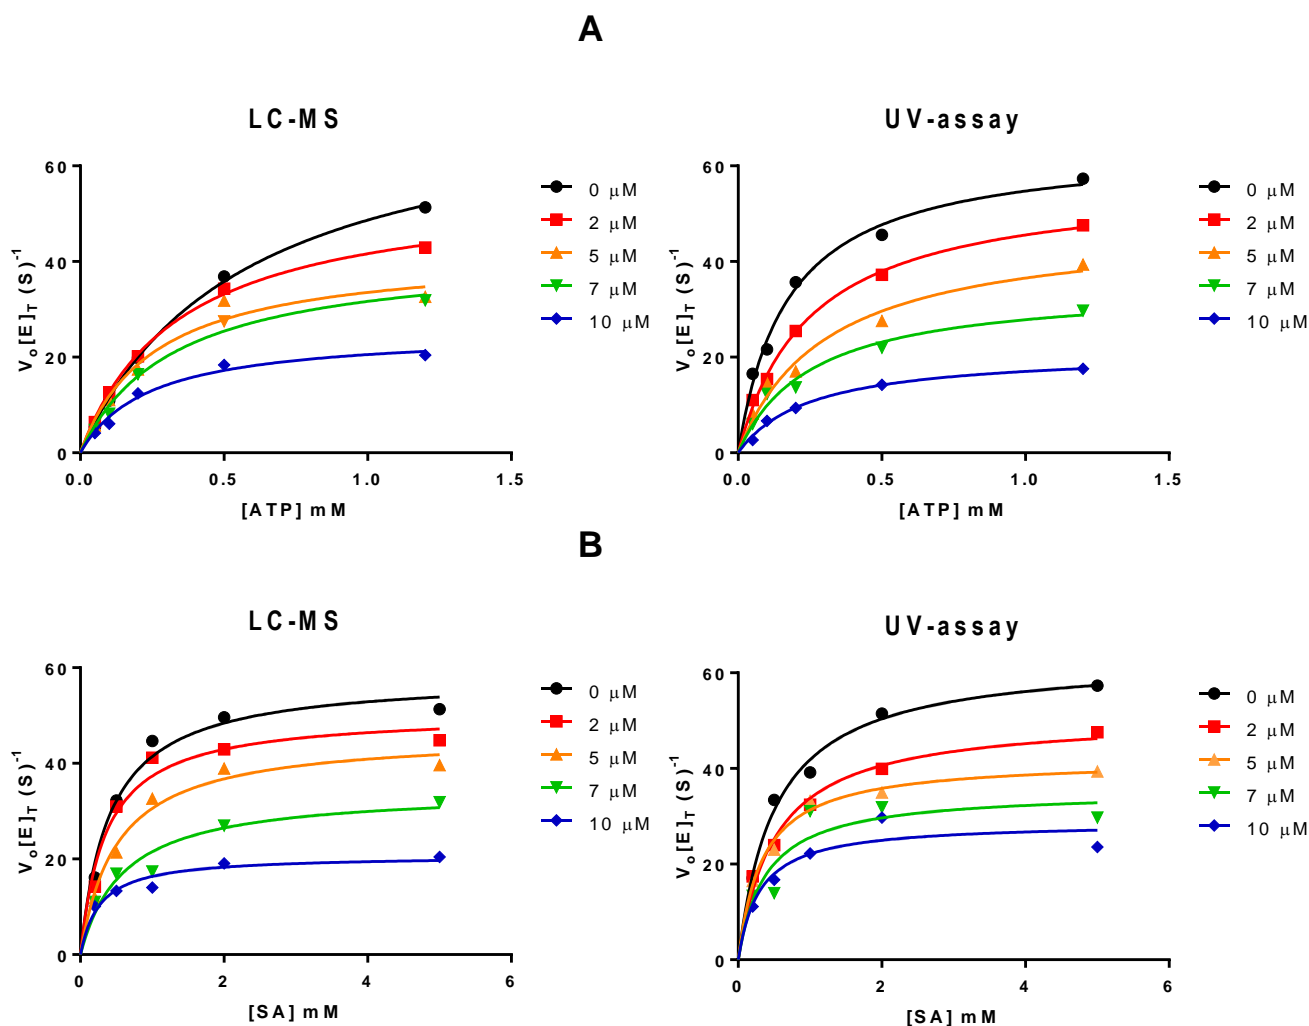 A
LC-MS
UV-assay
V₀[E]T (S)⁻¹
60
40
20
0
0.0
0.5
1.0
1.5
[ATP] mM
0 µM
2 µM
5 µM
7 µM
10 µM
V₀[E]T (S)⁻¹
60
40
20
0
0.0
0.5
1.0
1.5
[ATP] mM
0 µM
2 µM
5 µM
7 µM
10 µM
B
LC-MS
UV-assay
V₀[E]T (S)⁻¹
60
40
20
0
0
2
4
6
[SA] mM
0 µM
2 µM
5 µM
7 µM
10 µM
V₀[E]T (S)⁻¹
60
40
20
0
0
2
4
6
[SA] mM
0 µM
2 µM
5 µM
7 µM
10 µM